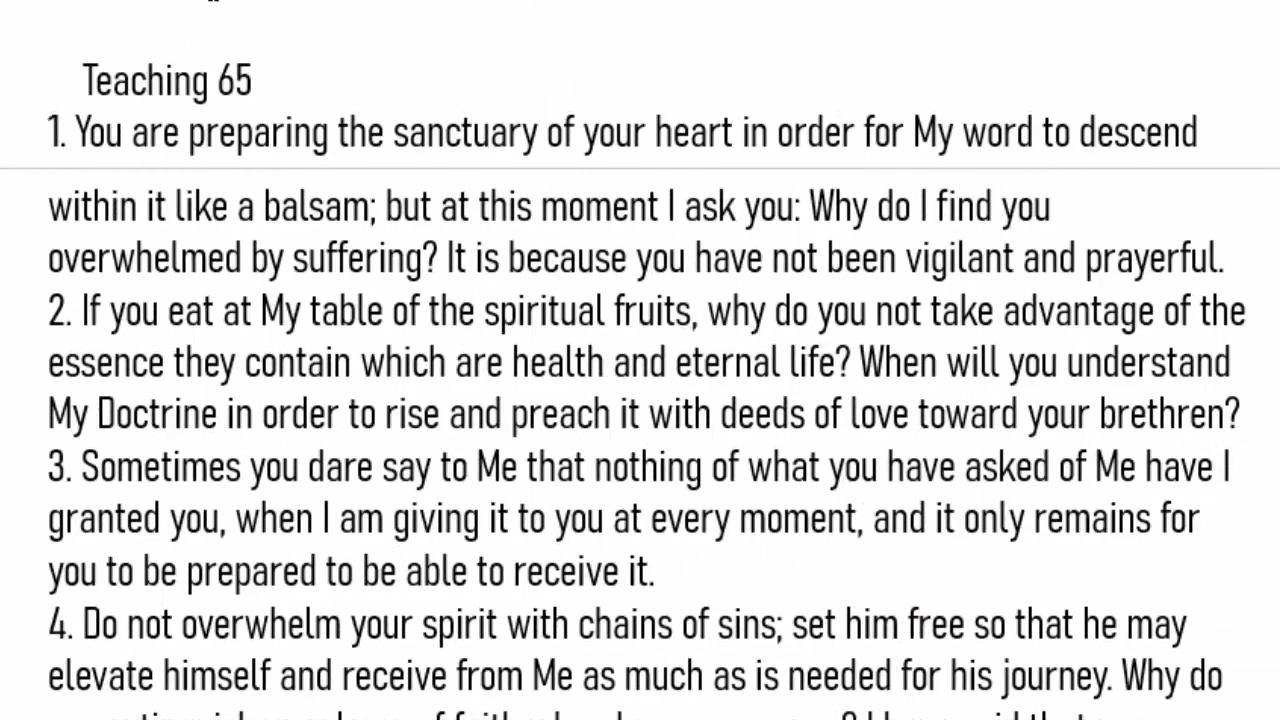 Teaching 65
1. You are preparing the sanctuary of your heart in order for My word to descend
within it like a balsam; but at this moment I ask you: Why do I find you
overwhelmed by suffering? It is because you have not been vigilant and prayerful.
2. If you eat at My table of the spiritual fruits, why do you not take advantage of the
essence they contain which are health and eternal life? When will you understand
My Doctrine in order to rise and preach it with deeds of love toward your brethren?
3. Sometimes you dare say to Me that nothing of what you have asked of Me have I
granted you, when I am giving it to you at every moment, and it only remains for
you to be prepared to be able to receive it.
4. Do not overwhelm your spirit with chains of sins; set him free so that he may
elevate himself and receive from Me as much as is needed for his journey. Why do